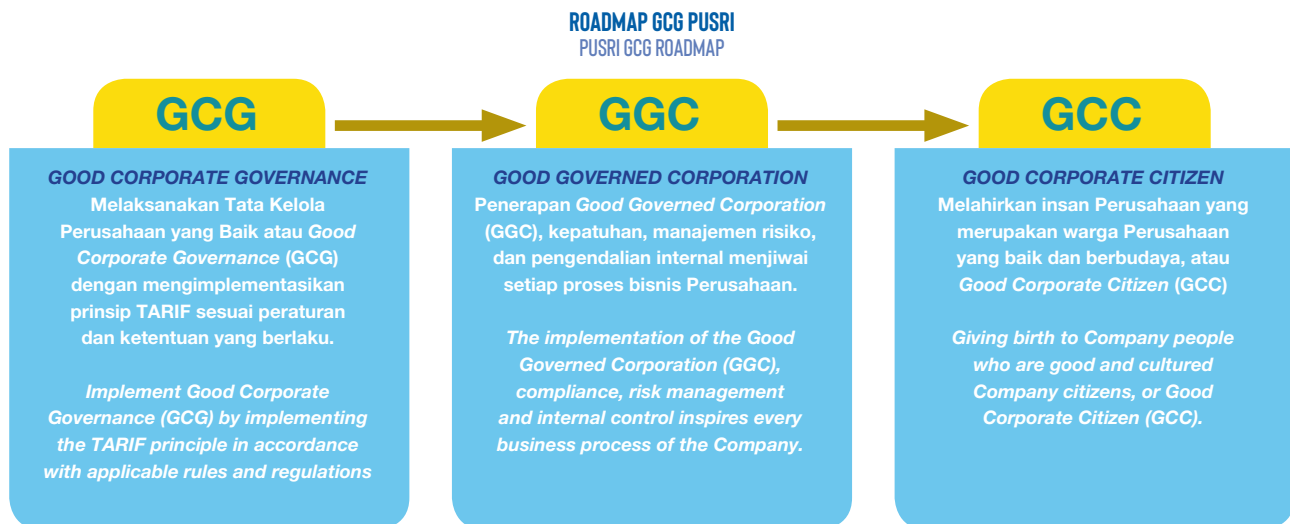 ROADMAP GCG PUSRI
PUSRI GCG ROADMAP
GCG
GOOD CORPORATE GOVERNANCE
Melaksanakan Tata Kelola
Perusahaan yang Baik atau Good
Corporate Governance (GCG)
dengan mengimplementasikan
prinsip TARIF sesuai peraturan
dan ketentuan yang berlaku.
Implement Good Corporate
Governance (GCG) by implementing
the TARIF principle in accordance
with applicable rules and regulations
GGC
GOOD GOVERNED CORPORATION
Penerapan Good Governed Corporation
(GGC), kepatuhan, manajemen risiko,
dan pengendalian internal menjiwai
setiap proses bisnis Perusahaan.
The implementation of the Good
Governed Corporation (GGC),
compliance, risk management
and internal control inspires every
business process of the Company.
GCC
GOOD CORPORATE CITIZEN
Melahirkan insan Perusahaan yang
merupakan warga Perusahaan
yang baik dan berbudaya, atau
Good Corporate Citizen (GCC)
Giving birth to Company people
who are good and cultured
Company citizens, or Good
Corporate Citizen (GCC).